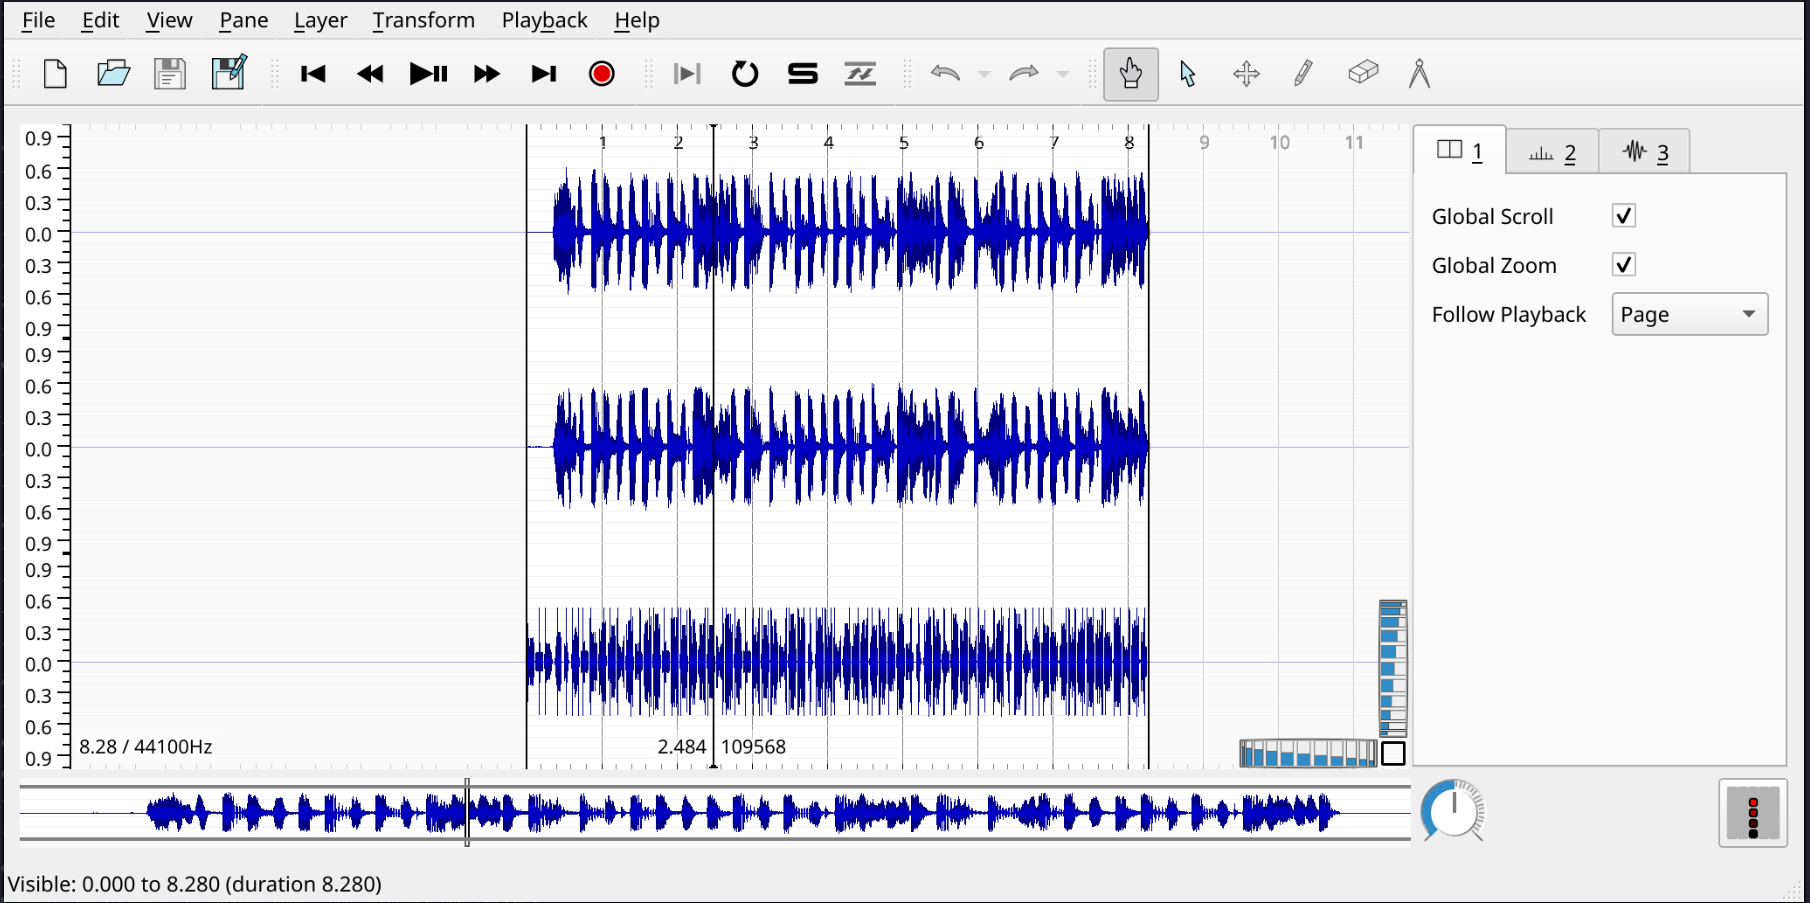 File Edit View Pane Layer Transform Playback Help
1 2 3 4 5 6 7 8 9 10 11
0.9
0.6
0.3
0.0
0.3
0.6
0.9
0.9
0.6
0.3
0.0
0.3
0.6
0.9
0.9
0.6
0.3
0.0
0.3
0.6
0.9
8.28 / 44100Hz
2.484 109568
1 2 3
Global Scroll
Global Zoom
Follow Playback Page
Visible: 0.000 to 8.280 (duration 8.280)